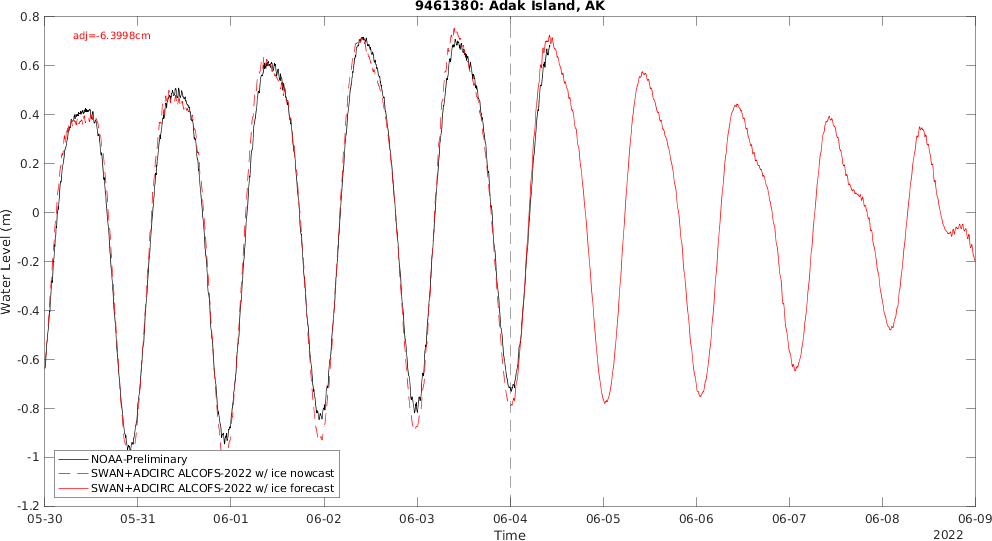 9461380: Adak Island, AK
adj=-6.3998cm
0.8
0.6
0.4
0.2
0
-0.2
-0.4
-0.6
-0.8
-1
-1.2
Water Level (m)
NOAA-Preliminary
SWAN+ADCIRC ALCOFS-2022 w/ ice nowcast
SWAN+ADCIRC ALCOFS-2022 w/ ice forecast
05-30 05-31 06-01 06-02 06-03 06-04 06-05 06-06 06-07 06-08 06-09
Time
2022